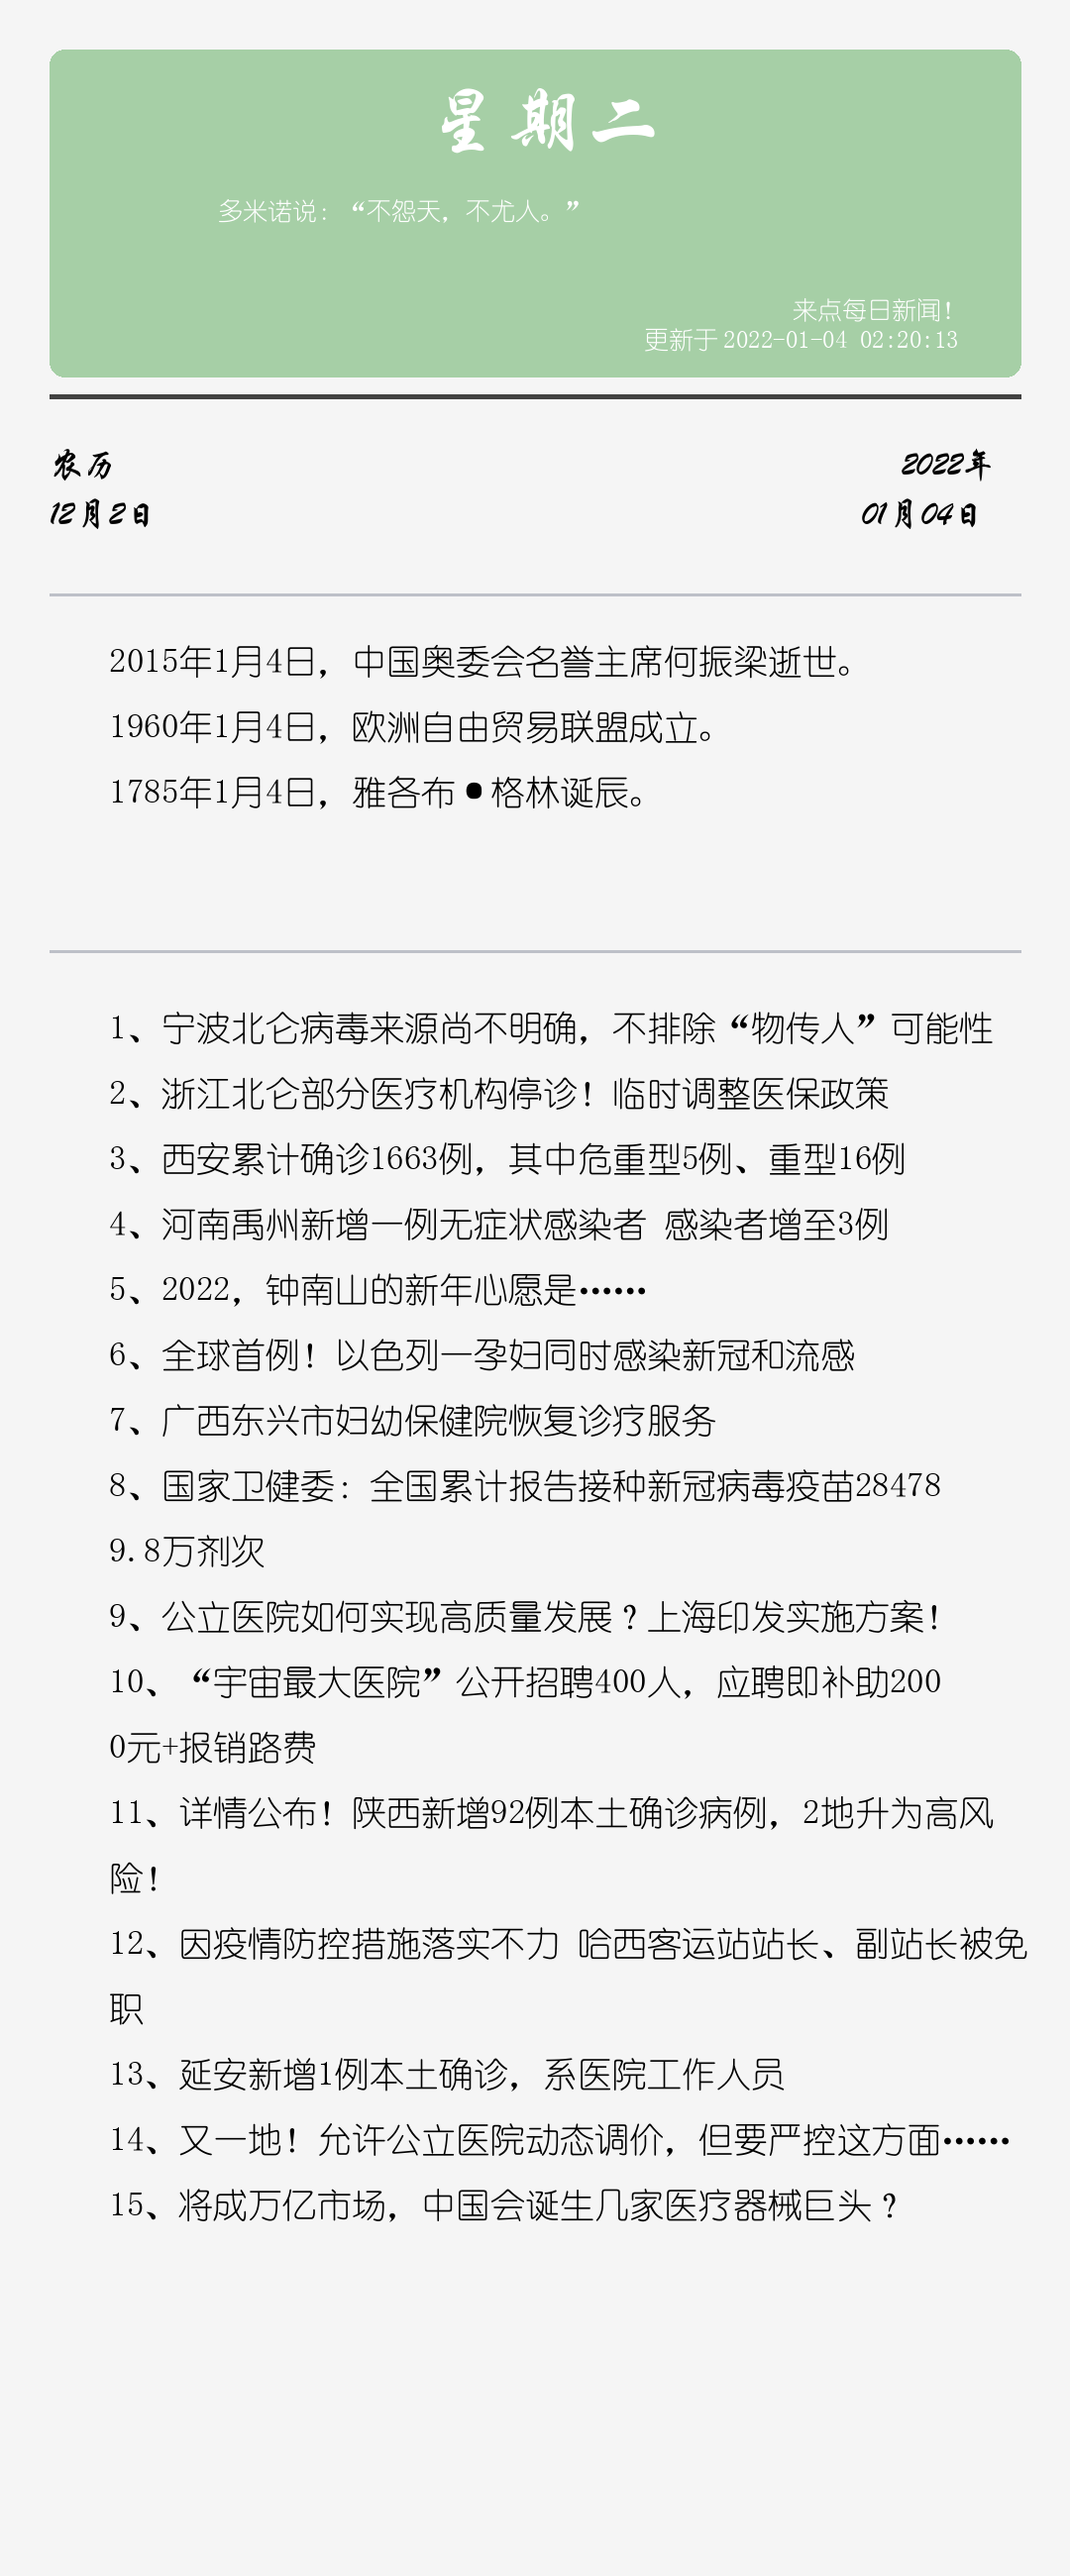 星期二
多米诺说：“不怨天，不尤人。”
来点每日新闻！
更新于 2022-01-04 02:20:13
农历
12月2日
2022年
01月04日
2015年1月4日，中国奥委会名誉主席何振梁逝世。
1960年1月4日，欧洲自由贸易联盟成立。
1785年1月4日，雅各布•格林诞辰。
1、宁波北仑病毒来源尚不明确，不排除“物传人”可能性
2、浙江北仑部分医疗机构停诊！临时调整医保政策
3、西安累计确诊1663例，其中危重型5例、重型16例
4、河南禹州新增一例无症状感染者 感染者增至3例
5、2022，钟南山的新年心愿是……
6、全球首例！以色列一孕妇同时感染新冠和流感
7、广西东兴市妇幼保健院恢复诊疗服务
8、国家卫健委：全国累计报告接种新冠病毒疫苗28478
9.8万剂次
9、公立医院如何实现高质量发展？上海印发实施方案！
10、“宇宙最大医院”公开招聘400人，应聘即补助200
0元+报销路费
11、详情公布！陕西新增92例本土确诊病例，2地升为高风
险！
12、因疫情防控措施落实不力 哈西客运站站长、副站长被免
职
13、延安新增1例本土确诊，系医院工作人员
14、又一地！允许公立医院动态调价，但要严控这方面……
15、将成万亿市场，中国会诞生几家医疗器械巨头？